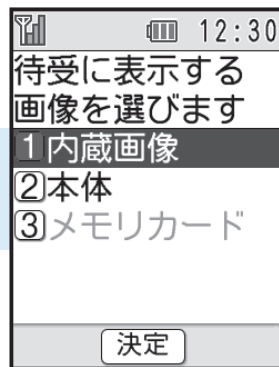 12:30
待受に表示する
画像を選びます
1内蔵画像
2本体
3メモリカード
決定